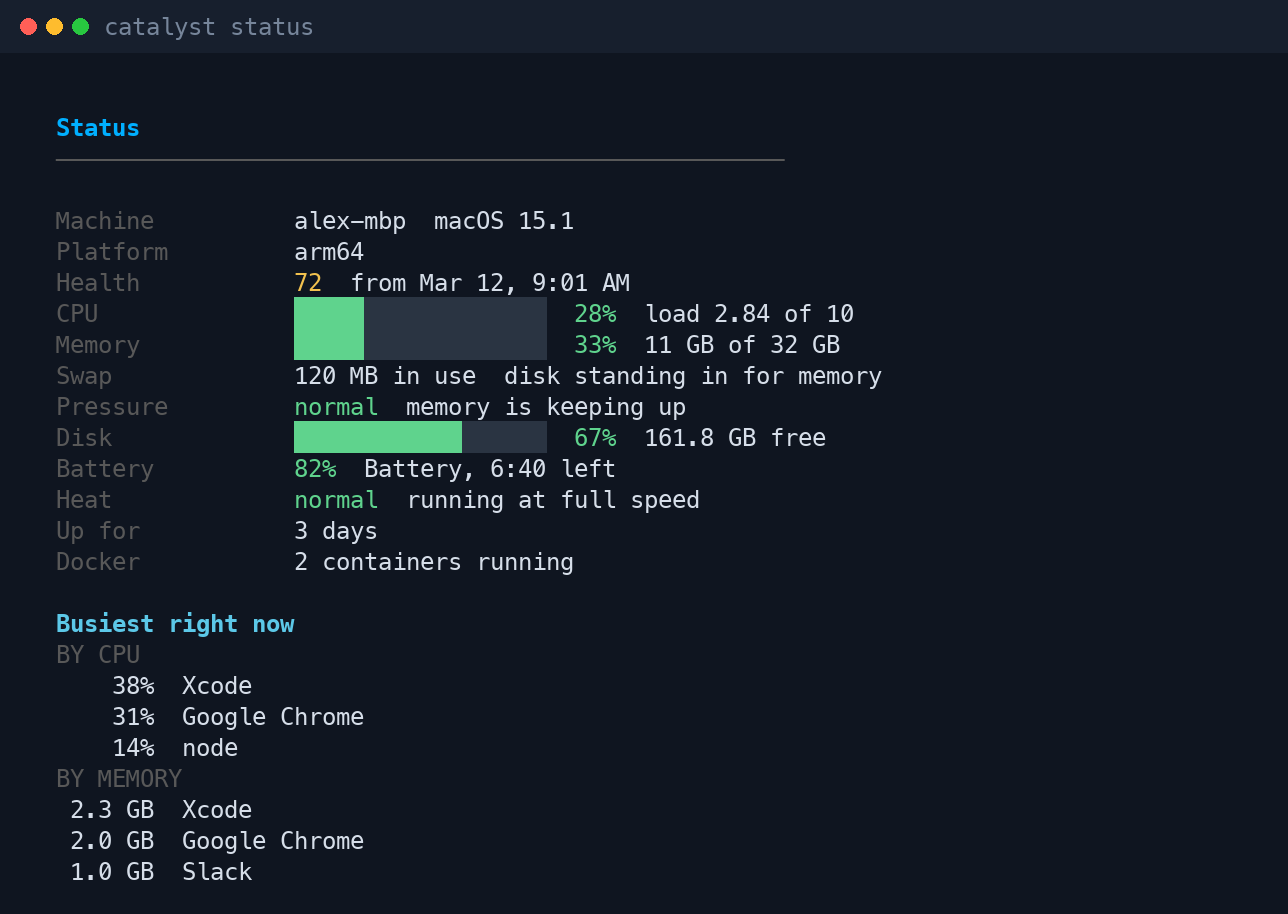 catalyst status
Status
Machine alex-mbp macOS 15.1
Platform arm64
Health 72 from Mar 12, 9:01 AM
CPU 28% load 2.84 of 10
Memory 33% 11 GB of 32 GB
Swap 120 MB in use disk standing in for memory
Pressure normal memory is keeping up
Disk 67% 161.8 GB free
Battery 82% Battery, 6:40 left
Heat normal running at full speed
Up for 3 days
Docker 2 containers running
Busiest right now
BY CPU
38% Xcode
31% Google Chrome
14% node
BY MEMORY
2.3 GB Xcode
2.0 GB Google Chrome
1.0 GB Slack